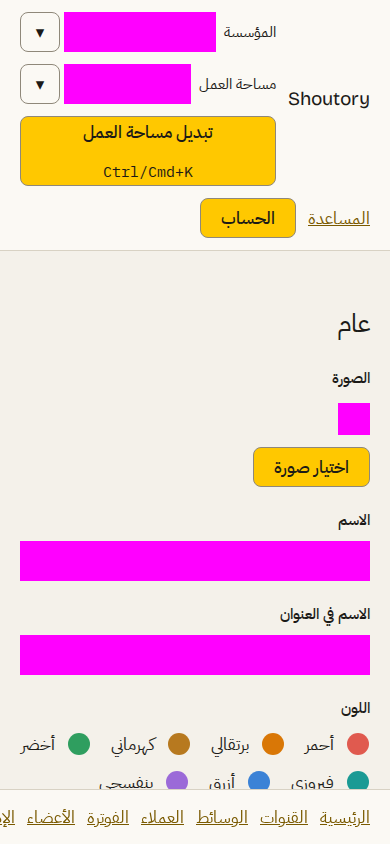 Shoutory
المؤسسة ▼
مساحة العمل ▼
تبديل مساحة العمل
Ctrl/Cmd+K
المساعدة الحساب
عام
الصورة
اختيار صورة
الاسم
الاسم في العنوان
اللون
أحمر برتقالي كهرماني أخضر
فيروزي أزرق بنفسجي
الرئيسية القنوات الوسائط العملاء الفوترة الأعضاء